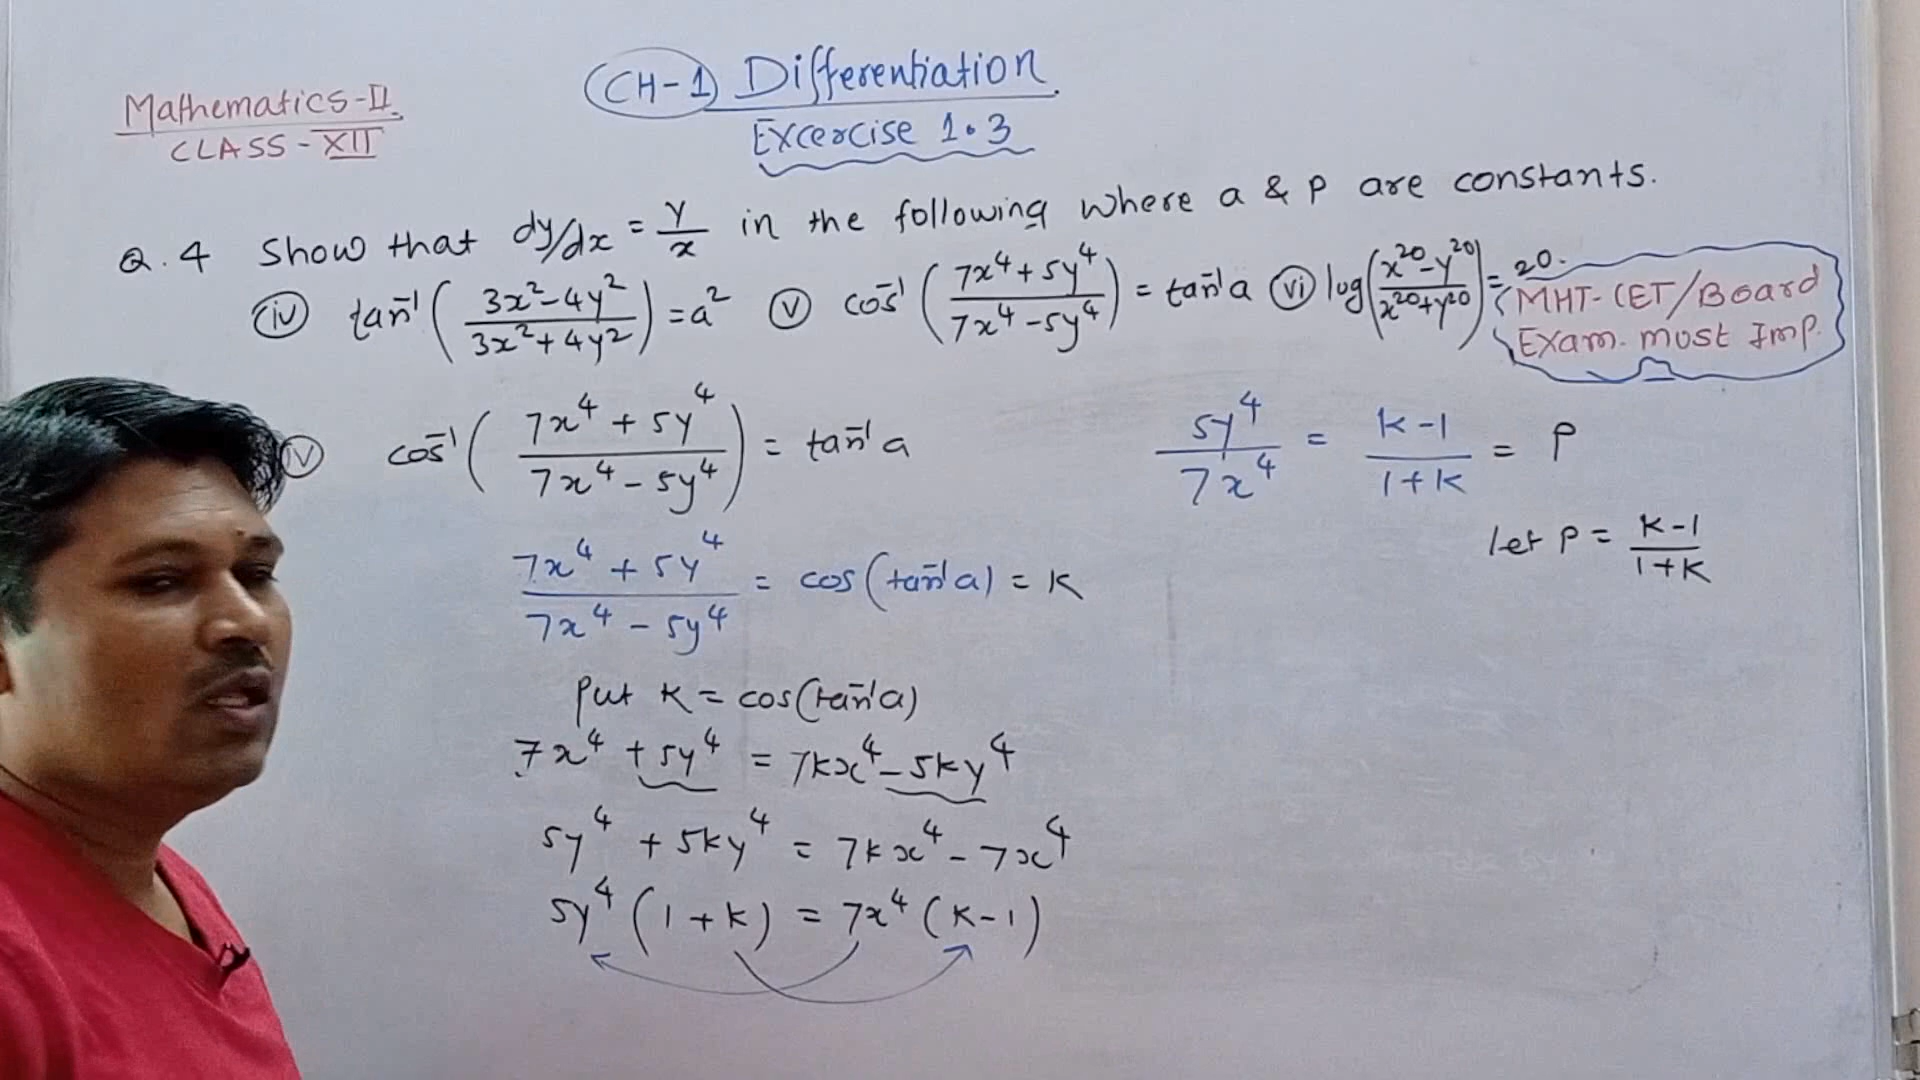 Mathematics-II.
CLASS - XII
CH-1 Differentiation
Excercise 1.3
Q.4 Show that dy/dx = y/x in the following where a & p are constants.
(iv) tan⁻¹((3x²-4y²)/(3x²+4y²)) = a² (v) cos⁻¹((7x⁴+5y⁴)/(7x⁴-5y⁴)) = tan⁻¹a (vi) log((x²⁰-y²⁰)/(x²⁰+y²⁰)) = 20.
MHT-CET/Board
Exam. most Imp.
(iv) cos⁻¹((7x⁴+5y⁴)/(7x⁴-5y⁴)) = tan⁻¹a
(7x⁴+5y⁴)/(7x⁴-5y⁴) = cos(tan⁻¹a) = K
Put K = cos(tan⁻¹a)
7x⁴ + 5y⁴ = 7kx⁴ - 5ky⁴
5y⁴ + 5ky⁴ = 7kx⁴ - 7x⁴
5y⁴(1+k) = 7x⁴(k-1)
5y⁴/7x⁴ = (k-1)/(1+k) = P
let P = (k-1)/(1+k)